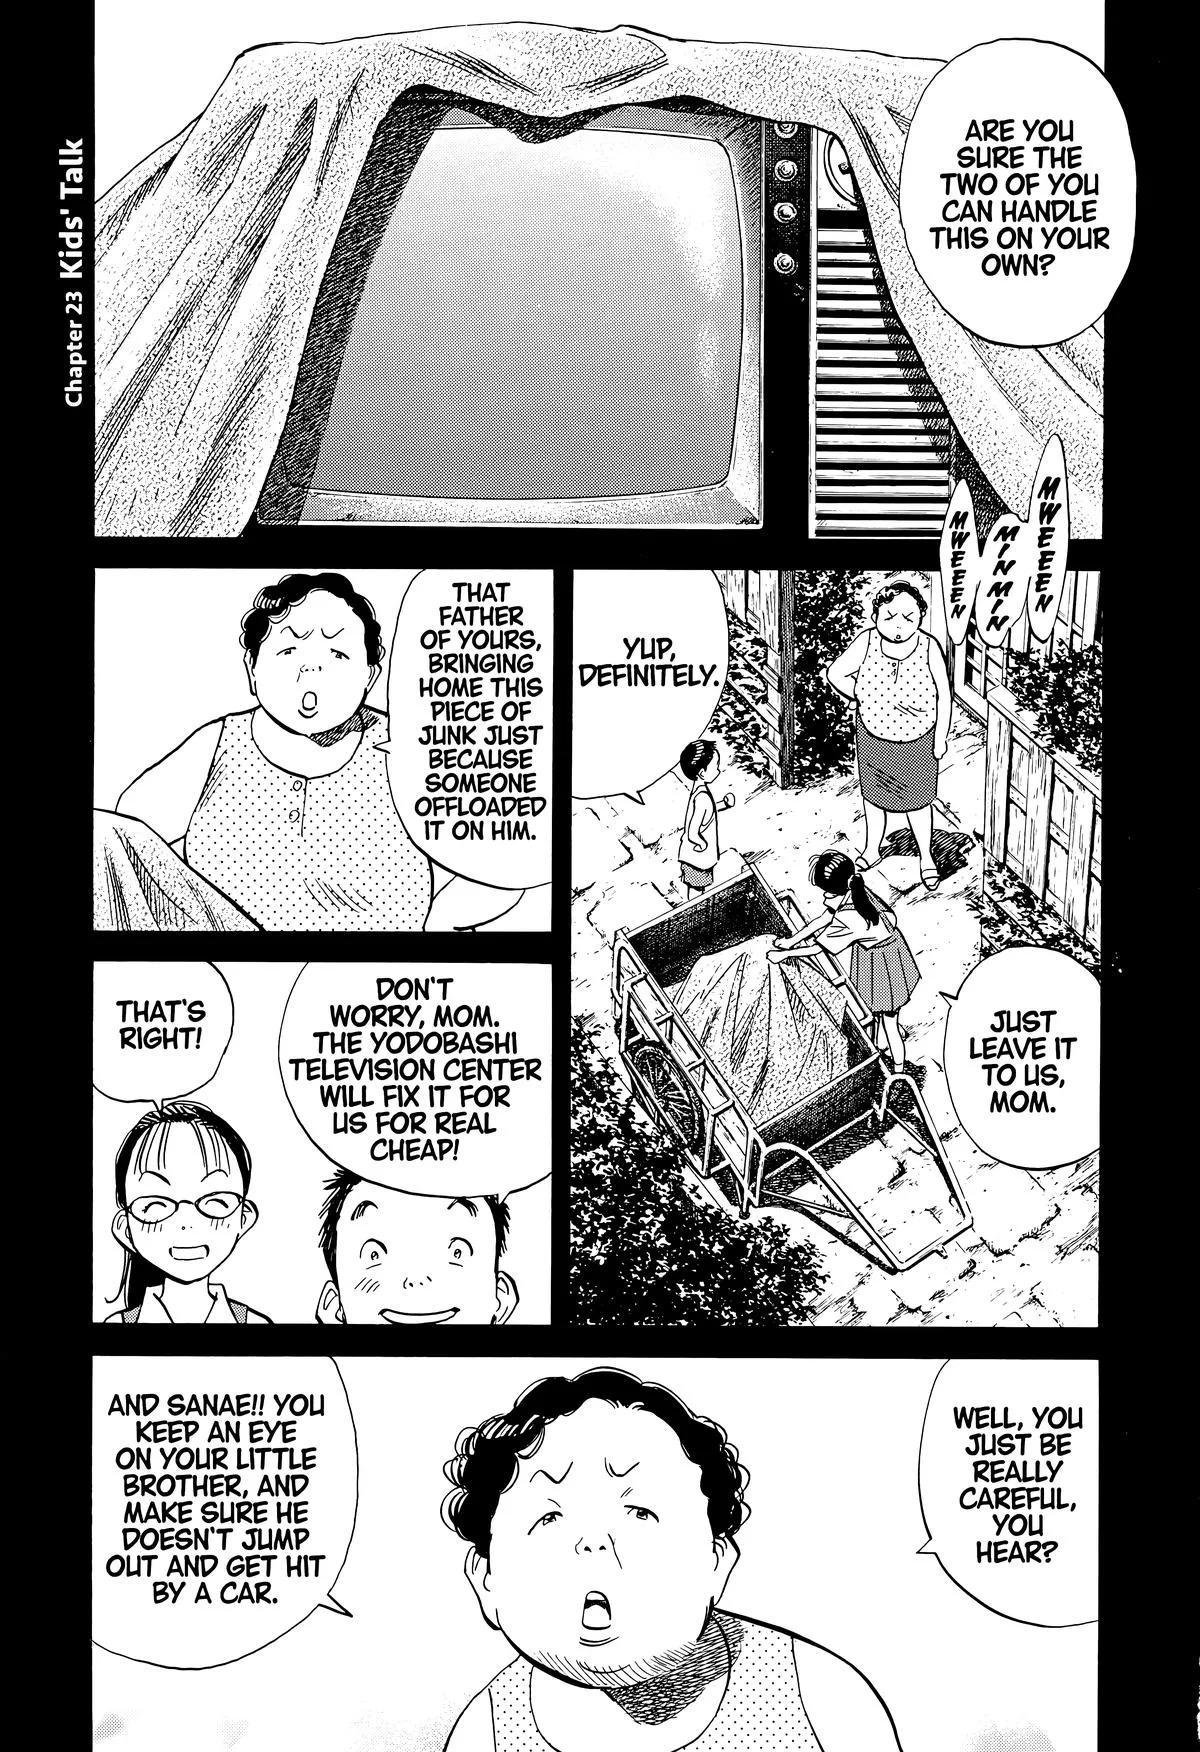 Chapter 23 Kids' Talk
ARE YOU
SURE THE
TWO OF YOU
CAN HANDLE
THIS ON YOUR
OWN?
MWEEEN
MINMIN
MWEEEN
YUP,
DEFINITELY.
JUST
LEAVE IT
TO US,
MOM.
THAT
FATHER
OF YOURS,
BRINGING
HOME THIS
PIECE OF
JUNK JUST
BECAUSE
SOMEONE
OFFLOADED
IT ON HIM.
DON'T
WORRY, MOM.
THE YODOBASHI
TELEVISION CENTER
WILL FIX IT FOR
US FOR REAL
CHEAP!
THAT'S
RIGHT!
WELL, YOU
JUST BE
REALLY
CAREFUL,
YOU
HEAR?
AND SANAE!! YOU
KEEP AN EYE
ON YOUR LITTLE
BROTHER, AND
MAKE SURE HE
DOESN'T JUMP
OUT AND GET HIT
BY A CAR.